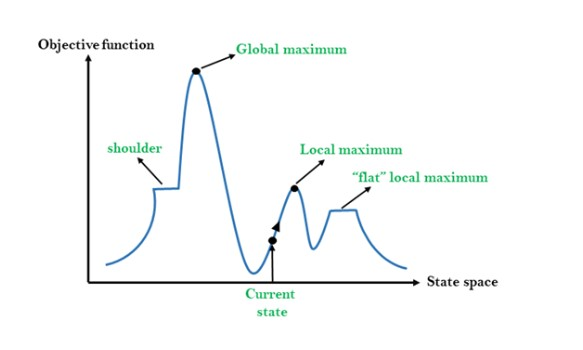 Objective function
Global maximum
shoulder
Local maximum
“flat” local maximum
State space
Current
state